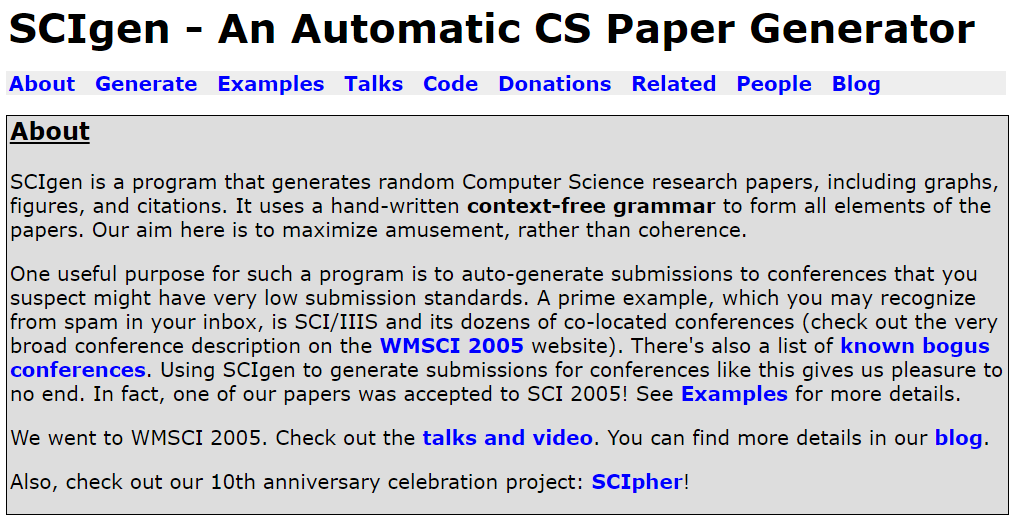 SCIgen - An Automatic CS Paper Generator
About Generate Examples Talks Code Donations Related People Blog
About
SCIgen is a program that generates random Computer Science research papers, including graphs,
figures, and citations. It uses a hand-written context-free grammar to form all elements of the
papers. Our aim here is to maximize amusement, rather than coherence.
One useful purpose for such a program is to auto-generate submissions to conferences that you
suspect might have very low submission standards. A prime example, which you may recognize
from spam in your inbox, is SCI/IIIS and its dozens of co-located conferences (check out the very
broad conference description on the WMSCI 2005 website). There's also a list of known bogus
conferences. Using SCIgen to generate submissions for conferences like this gives us pleasure to
no end. In fact, one of our papers was accepted to SCI 2005! See Examples for more details.
We went to WMSCI 2005. Check out the talks and video. You can find more details in our blog.
Also, check out our 10th anniversary celebration project: SCIpher!